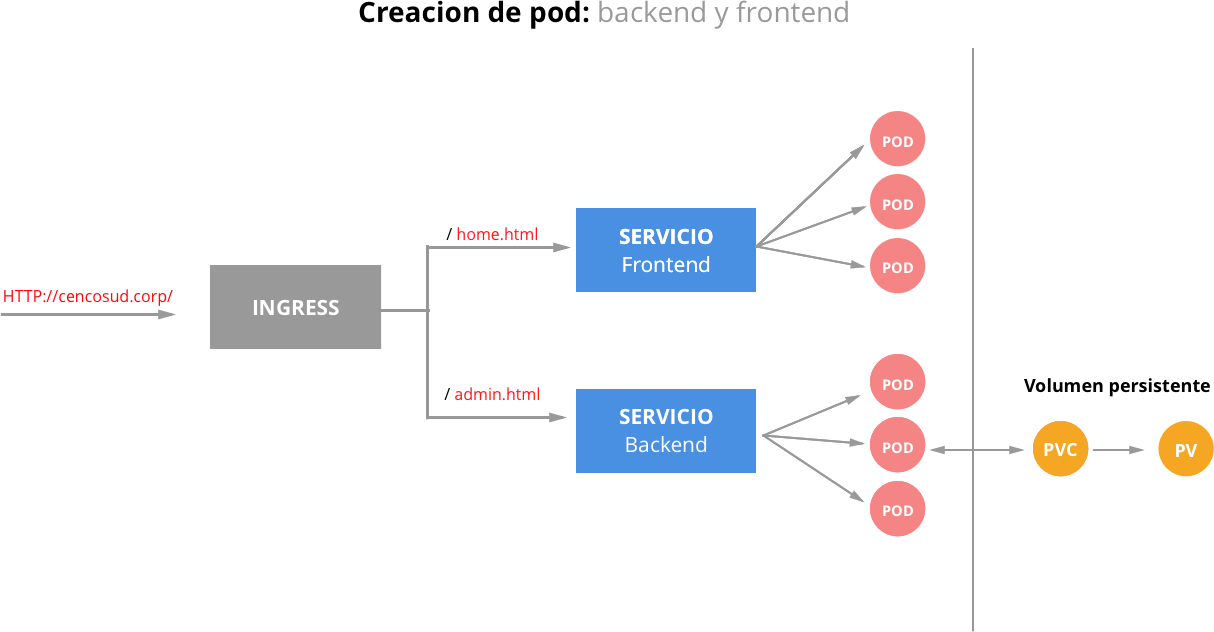 Creacion de pod: backend y frontend
HTTP://cencosud.corp/
INGRESS
/ home.html
SERVICIO
Frontend
POD
POD
POD
/ admin.html
SERVICIO
Backend
POD
POD
POD
Volumen persistente
PVC
PV